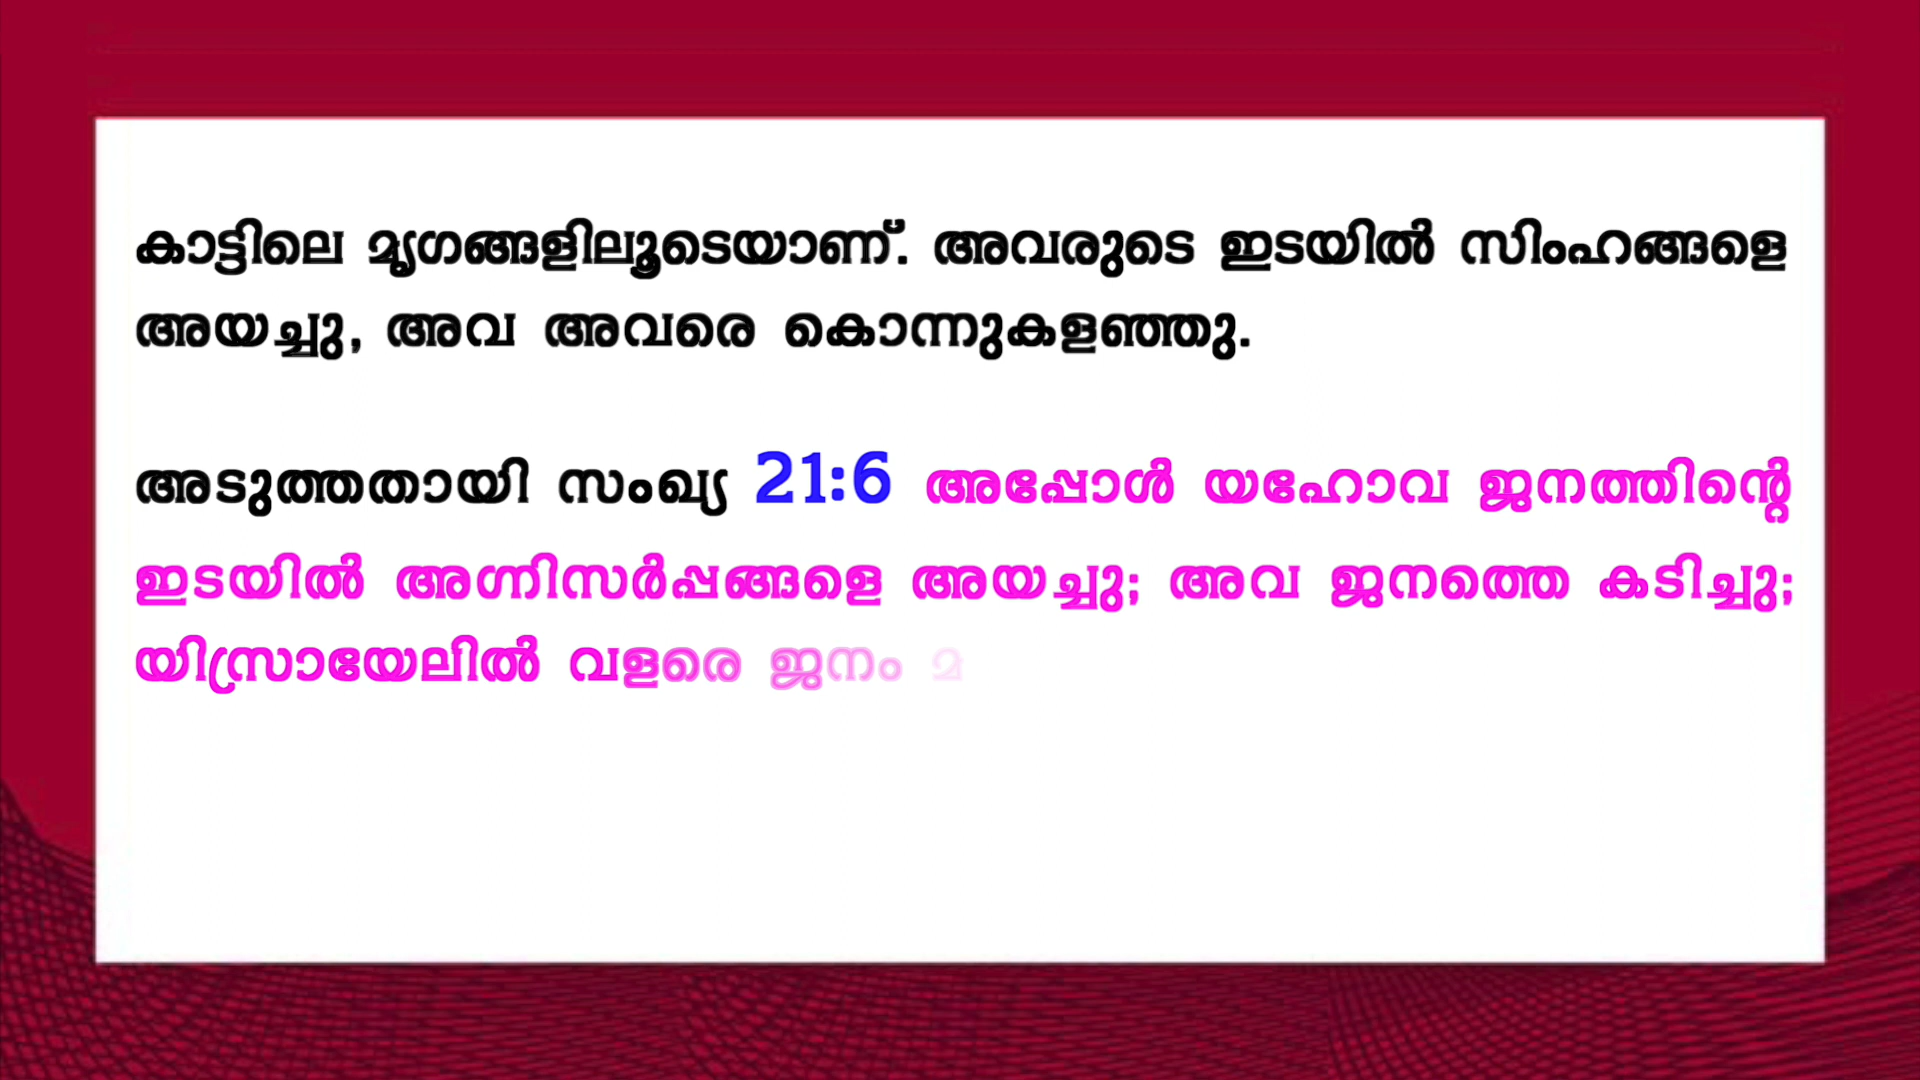 കാട്ടിലെ മൃഗങ്ങളിലൂടെയാണ്. അവരുടെ ഇടയിൽ സിംഹങ്ങളെ
അയച്ചു, അവ അവരെ കൊന്നുകളഞ്ഞു.
അടുത്തതായി സംഖ്യ 21:6 അപ്പോൾ യഹോവ ജനത്തിന്റെ
ഇടയിൽ അഗ്നിസർപ്പങ്ങളെ അയച്ചു; അവ ജനത്തെ കടിച്ചു;
യിസ്രായേലിൽ വളരെ ജനം